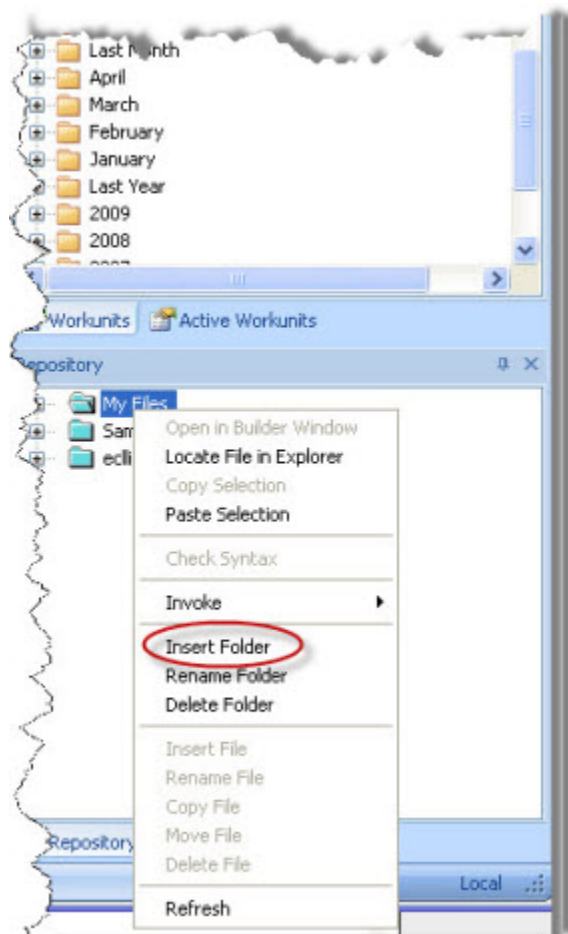 Last Month
April
March
February
January
Last Year
2009
2008
Workunits Active Workunits
Repository
My Files
Sam
Open in Builder Window
Locate File in Explorer
Copy Selection
Paste Selection
Check Syntax
Invoke
Insert Folder
Rename Folder
Delete Folder
Insert File
Rename File
Copy File
Move File
Delete File
Refresh
Repository
Local